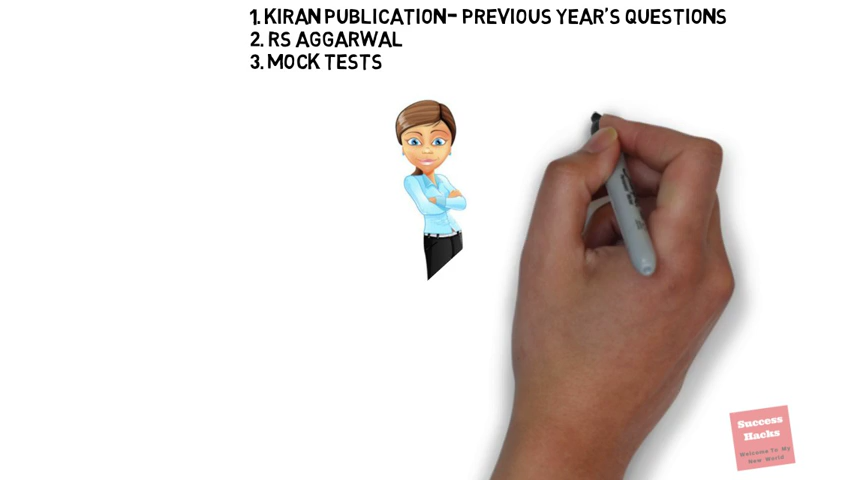 1. KIRAN PUBLICATION- PREVIOUS YEAR'S QUESTIONS
2. RS AGGARWAL
3. MOCK TESTS
Success
Hacks
Welcome To My
New World